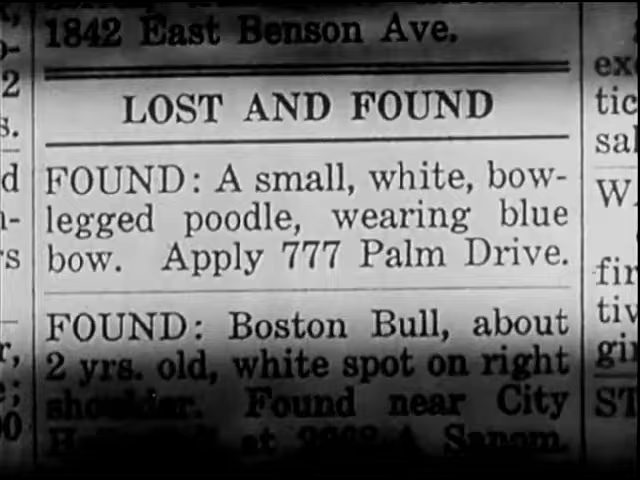 1842 East Benson Ave.
LOST AND FOUND
FOUND: A small, white, bow-
legged poodle, wearing blue
bow. Apply 777 Palm Drive.
FOUND: Boston Bull, about
2 yrs. old, white spot on right
shoulder. Found near City
at